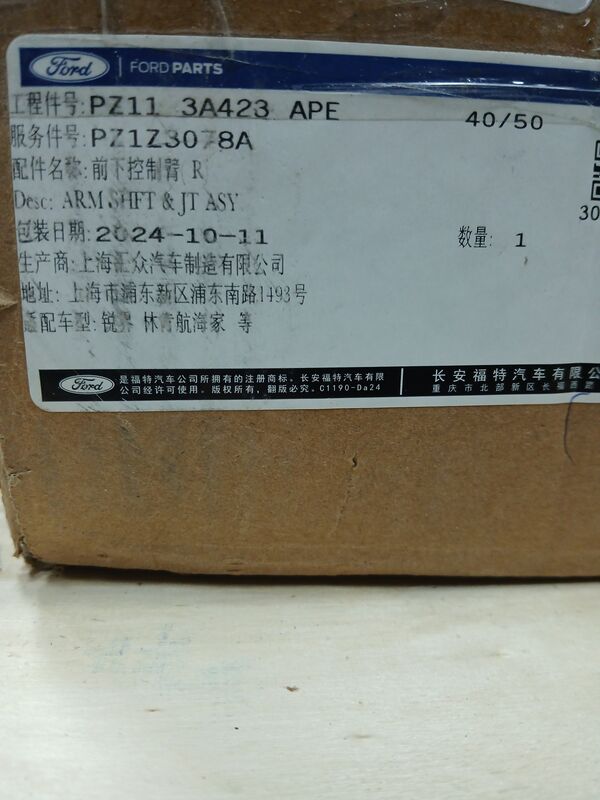 Ford FORD PARTS
工程件号: PZ11 3A423 APE 40/50
服务件号: PZ1Z3078A
配件名称: 前下控制臂 R
Desc: ARM SHFT & JT ASY
30
包装日期: 2024-10-11 数量: 1
生产商: 上海汇众汽车制造有限公司
地址: 上海市浦东新区浦东南路1493号
适配车型: 锐界 林肯航海家 等
Ford 是福特汽车公司所拥有的注册商标。长安福特汽车有限 长安福特汽车有限公
公司经许可使用。版权所有,翻版必究。C1190-Da24 重庆市北部新区长福西路